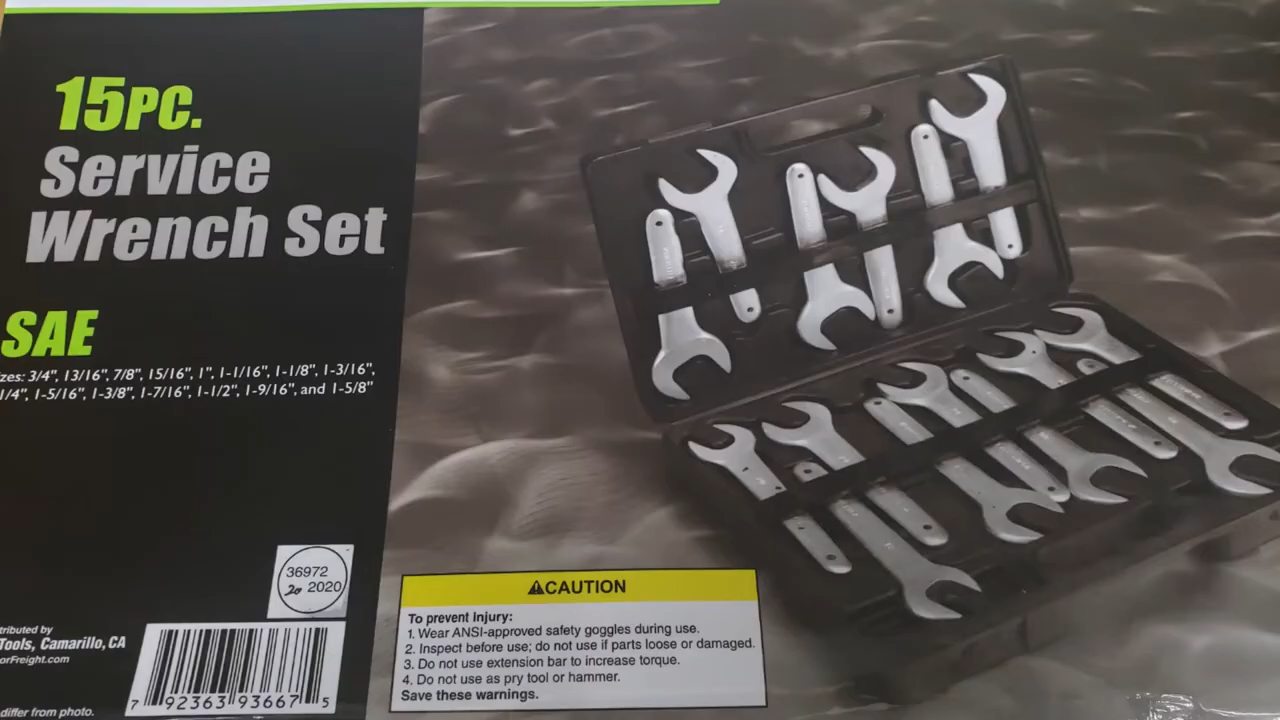 15PC.
Service
Wrench Set
SAE
zes: 3/4", 13/16", 7/8", 15/16", 1", 1-1/16", 1-1/8", 1-3/16",
1/4", 1-5/16", 1-3/8", 1-7/16", 1-1/2", 1-9/16", and 1-5/8"
36972
20 2020
tributed by
Tools, Camarillo, CA
orFreight.com
7 92363 93667 5
differ from photo.
⚠CAUTION
To prevent Injury:
1. Wear ANSI-approved safety goggles during use.
2. Inspect before use; do not use if parts loose or damaged.
3. Do not use extension bar to increase torque.
4. Do not use as pry tool or hammer.
Save these warnings.